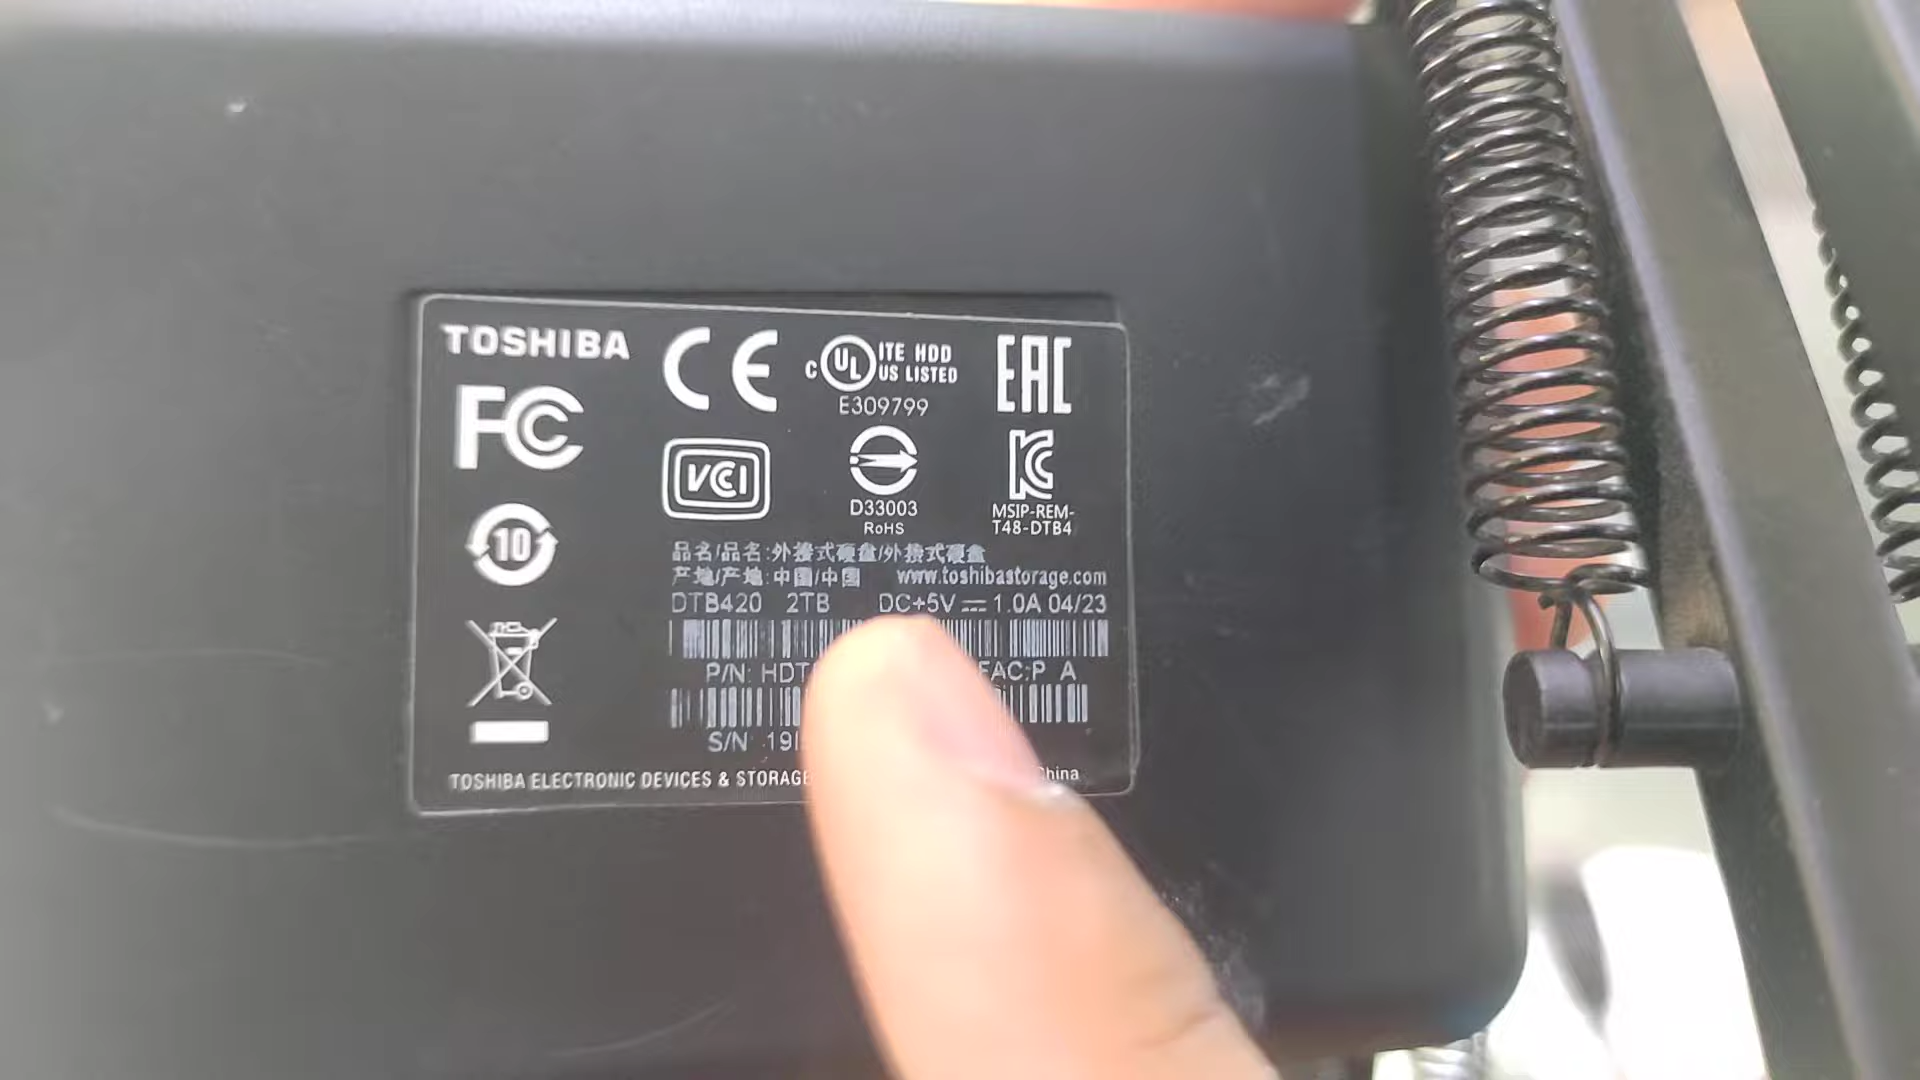 TOSHIBA
FC
CE
c UL US LISTED
ITE HDD
E309799
EAC
VCI
D33003
RoHS
MSIP-REM-
T48-DTB4
10
品名/品名:外接式硬盘/外接式硬盘
产地/产地:中国/中国 www.toshibastorage.com
DTB420 2TB DC+5V 1.0A 04/23
P/N: HDT
FAC:P A
S/N 19
TOSHIBA ELECTRONIC DEVICES & STORAGE
China